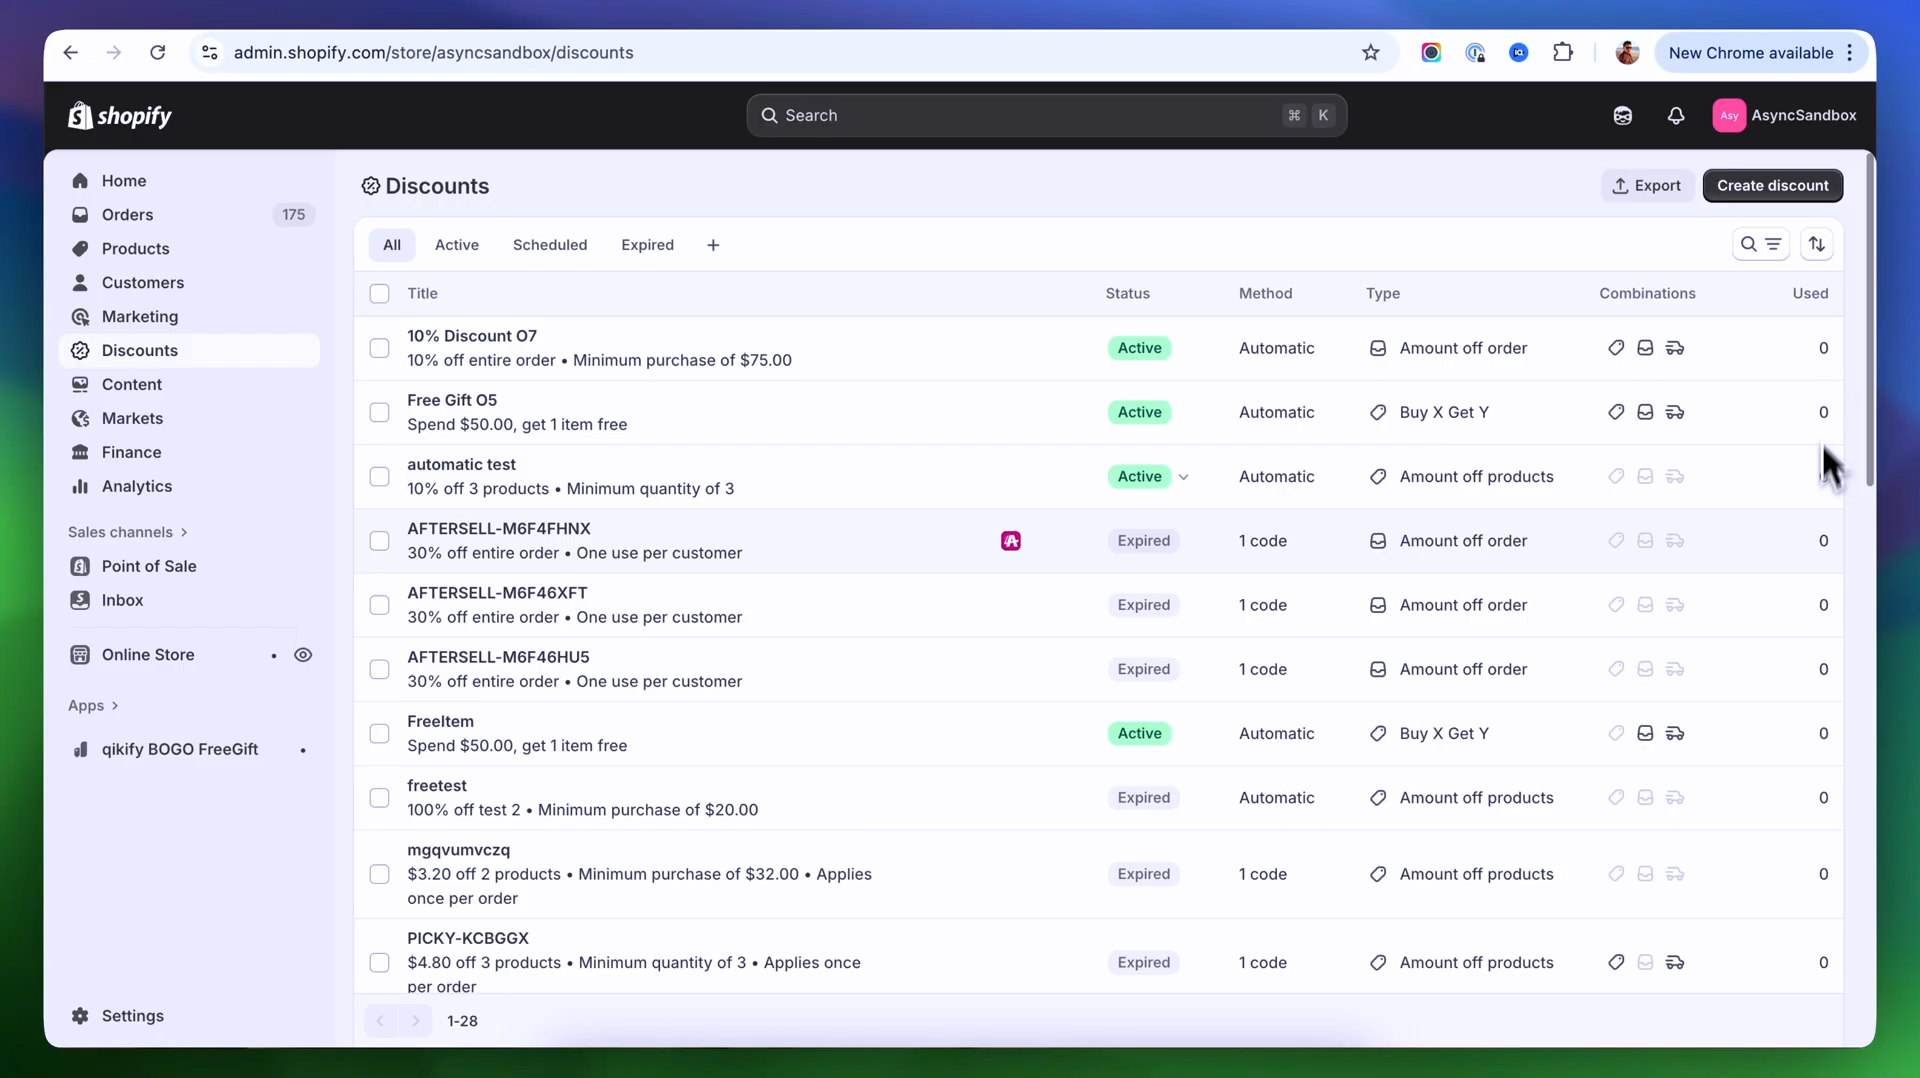 admin.shopify.com/store/asyncsandbox/discounts
New Chrome available
shopify
Search
⌘ K
Asy AsyncSandbox
Home
Orders 175
Products
Customers
Marketing
Discounts
Content
Markets
Finance
Analytics
Sales channels
Point of Sale
Inbox
Online Store
Apps
qikify BOGO FreeGift
Settings
Discounts
Export
Create discount
All Active Scheduled Expired +
Title Status Method Type Combinations Used
10% Discount O7
10% off entire order • Minimum purchase of $75.00
Active Automatic Amount off order 0
Free Gift O5
Spend $50.00, get 1 item free
Active Automatic Buy X Get Y 0
automatic test
10% off 3 products • Minimum quantity of 3
Active Automatic Amount off products
AFTERSELL-M6F4FHNX
30% off entire order • One use per customer
Expired 1 code Amount off order 0
AFTERSELL-M6F46XFT
30% off entire order • One use per customer
Expired 1 code Amount off order 0
AFTERSELL-M6F46HU5
30% off entire order • One use per customer
Expired 1 code Amount off order 0
FreeItem
Spend $50.00, get 1 item free
Active Automatic Buy X Get Y 0
freetest
100% off test 2 • Minimum purchase of $20.00
Expired Automatic Amount off products 0
mgqvumvczq
$3.20 off 2 products • Minimum purchase of $32.00 • Applies
once per order
Expired 1 code Amount off products 0
PICKY-KCBGGX
$4.80 off 3 products • Minimum quantity of 3 • Applies once
per order
Expired 1 code Amount off products 0
1-28